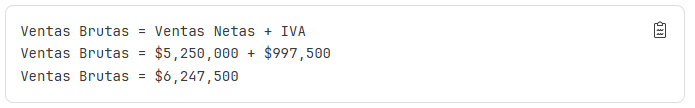 Ventas Brutas = Ventas Netas + IVA
Ventas Brutas = $5,250,000 + $997,500
Ventas Brutas = $6,247,500